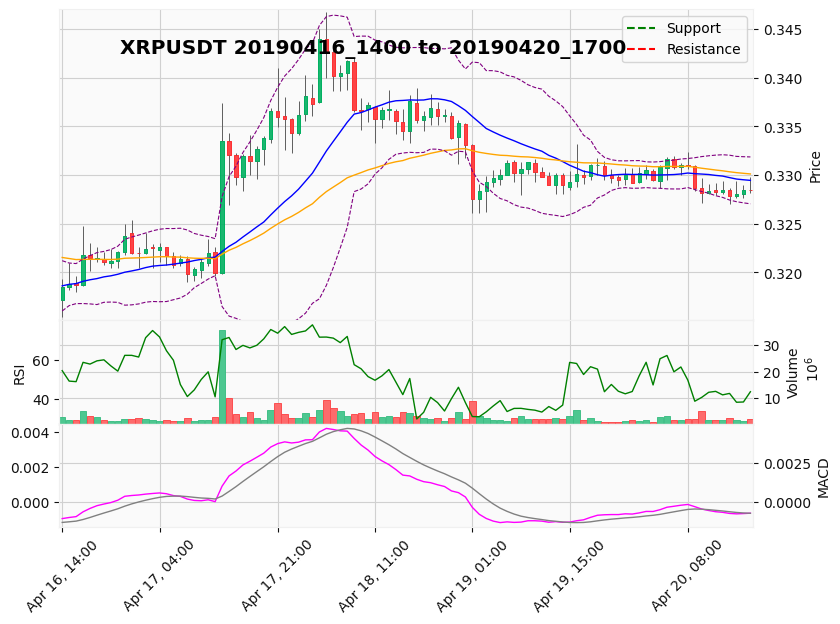 XRPUSDT 20190416_1400 to 20190420_1700
Support
Resistance
0.345
0.340
0.335
0.330
0.325
0.320
Price
60
40
RSI
30
20
10
Volume
10^6
0.004
0.002
0.000
0.0025
0.0000
MACD
Apr 16, 14:00
Apr 17, 04:00
Apr 17, 21:00
Apr 18, 11:00
Apr 19, 01:00
Apr 19, 15:00
Apr 20, 08:00